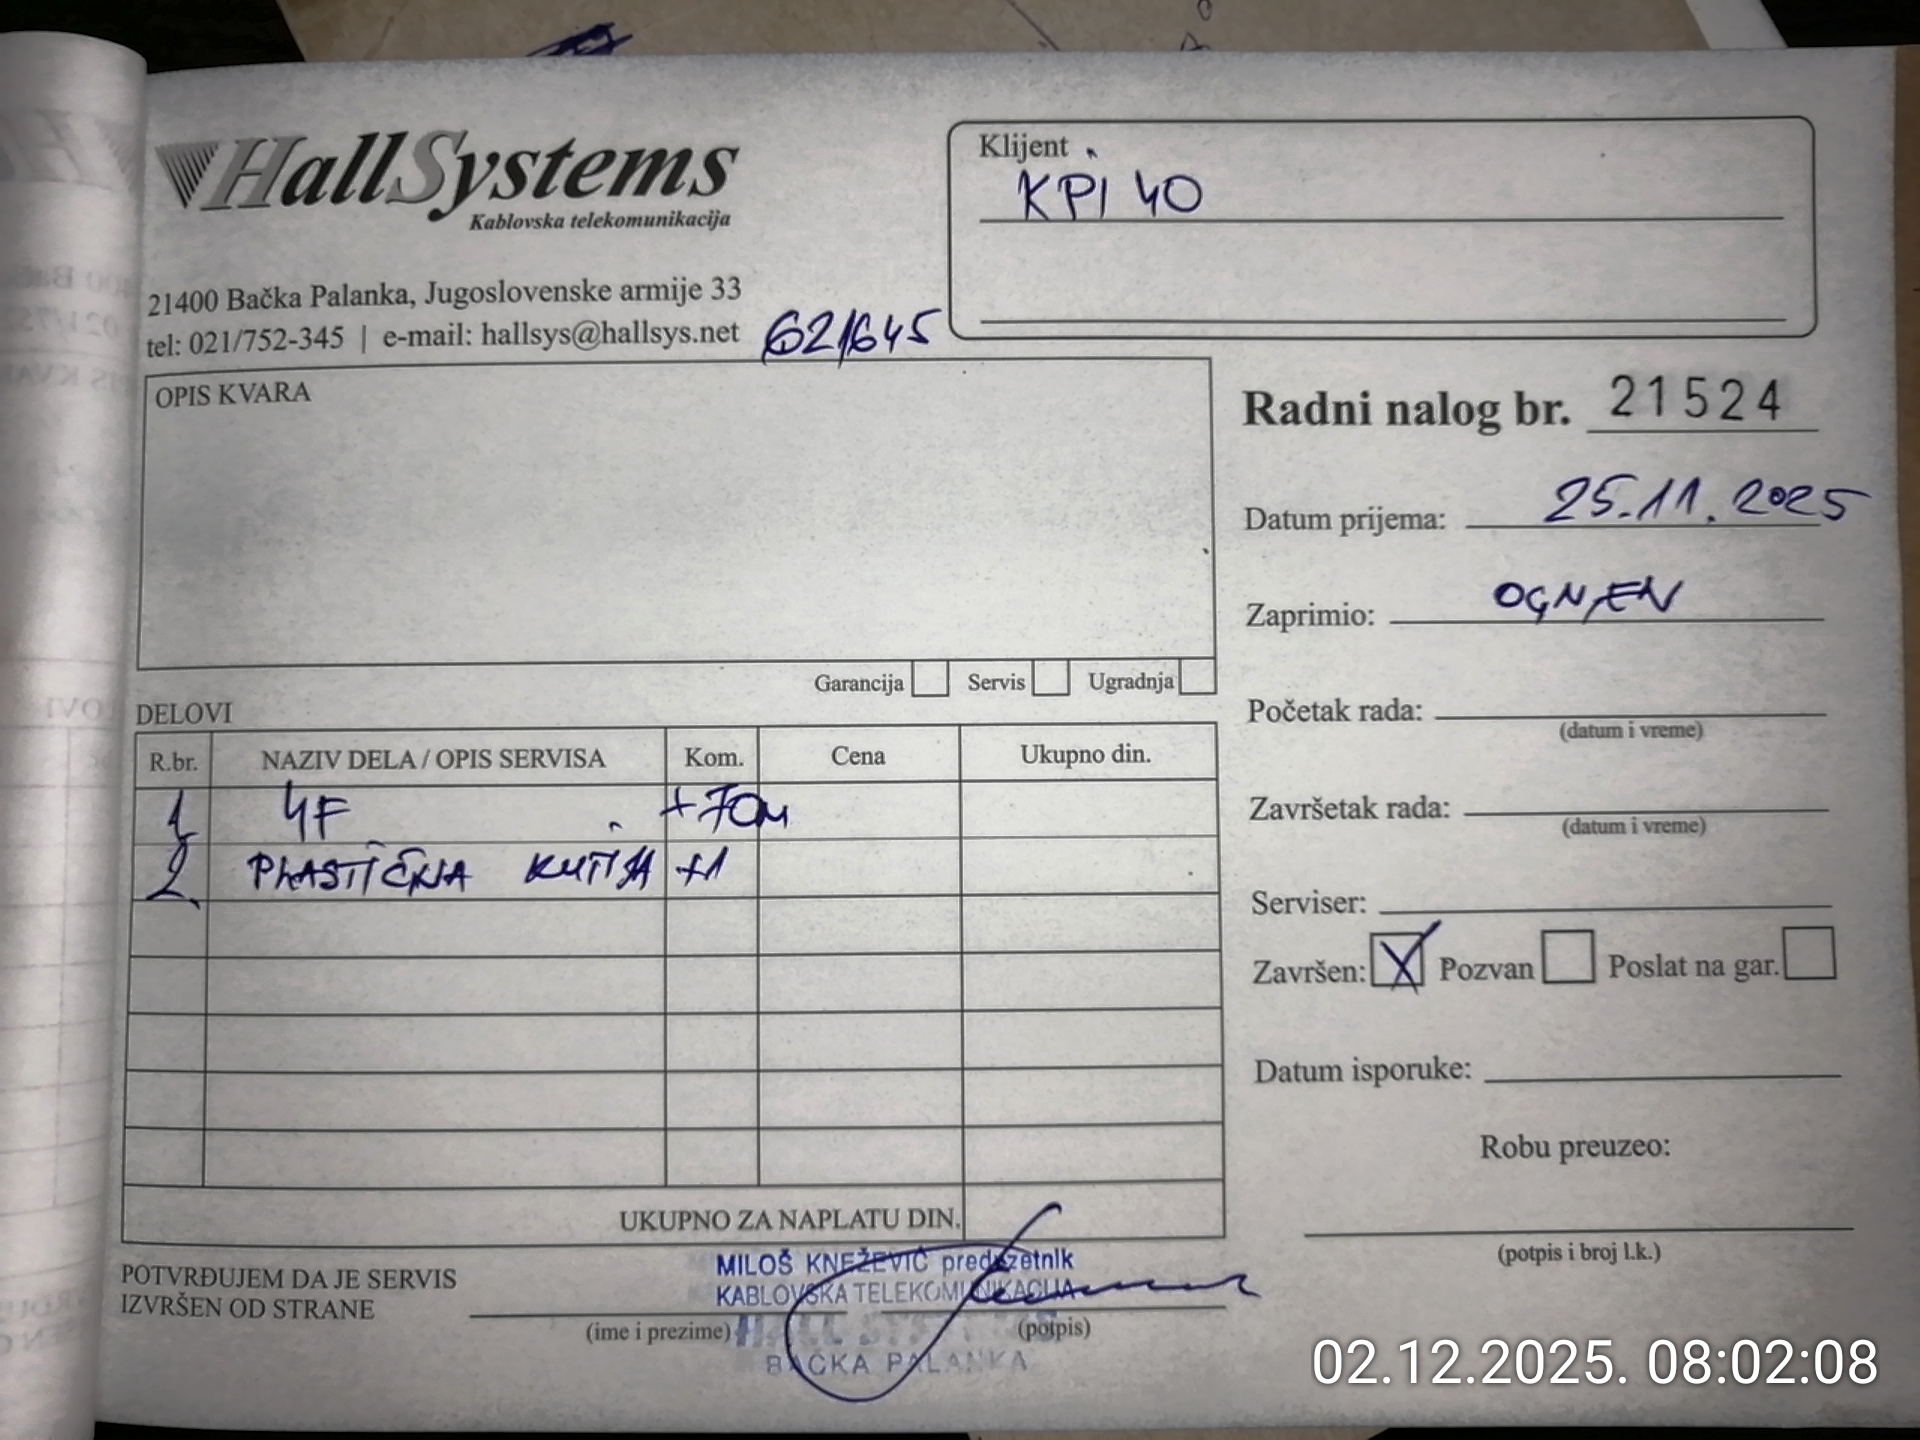 HallSystems
Kablovska telekomunikacija
21400 Bačka Palanka, Jugoslovenske armije 33
tel: 021/752-345 | e-mail: hallsys@hallsys.net
621/645
Klijent
KPI 40
OPIS KVARA
Garancija Servis Ugradnja
Radni nalog br. 21524
Datum prijema: 25.11.2025
Zaprimio: OGNJEN
Početak rada:
(datum i vreme)
Završetak rada:
(datum i vreme)
Serviser:
Završen: X Pozvan Poslat na gar.
Datum isporuke:
Robu preuzeo:
(potpis i broj l.k.)
DELOVI
R.br. NAZIV DELA / OPIS SERVISA Kom. Cena Ukupno din.
1. 4F +70m
2. PLASTIČNA KUTIJA +1
UKUPNO ZA NAPLATU DIN.
POTVRĐUJEM DA JE SERVIS
IZVRŠEN OD STRANE
(ime i prezime) (potpis)
MILOŠ KNEŽEVIĆ preduzetnik
KABLOVSKA TELEKOMUNIKACIJA
HALL SYSTEMS
BAČKA PALANKA
02.12.2025. 08:02:08